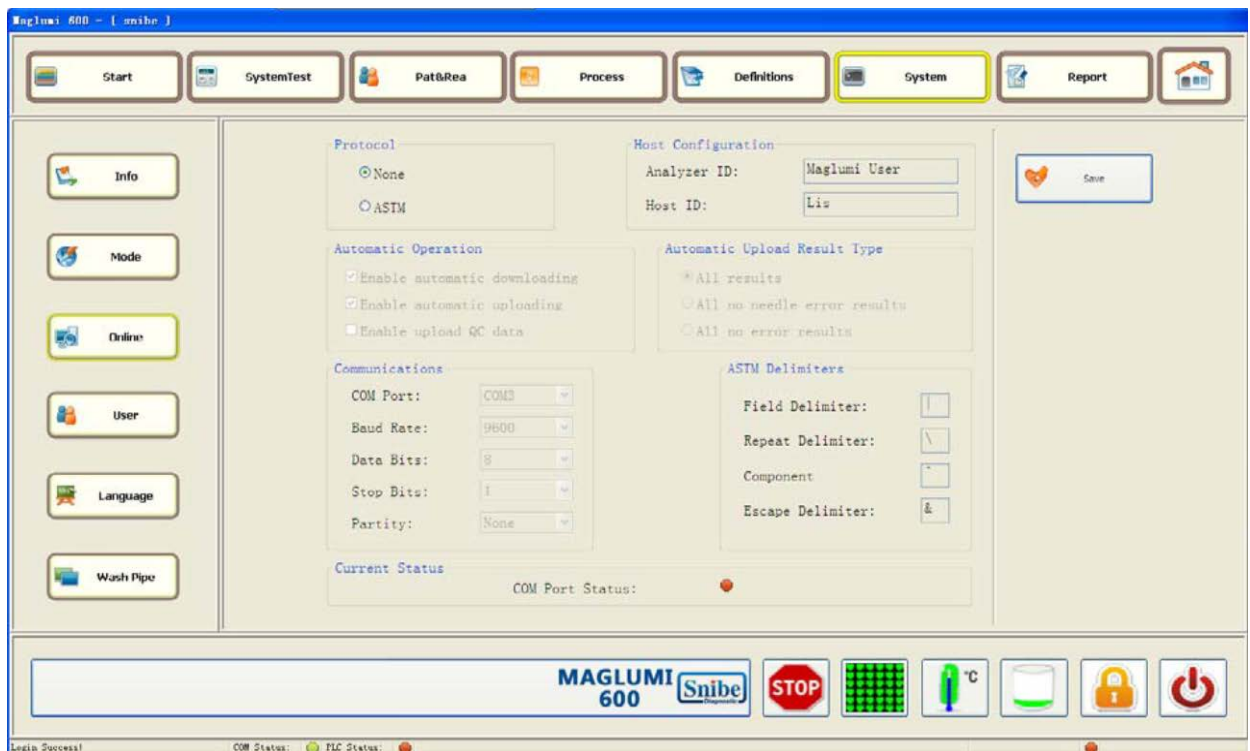 Maglumi 600 - [ snibe ]
Start SystemTest Pat&Rea Process Definitions System Report
Info
Mode
Online
User
Language
Wash Pipe
Protocol
None
ASTM
Host Configuration
Analyzer ID: Maglumi User
Host ID: Lis
Save
Automatic Operation
Enable automatic downloading
Enable automatic uploading
Enable upload QC data
Automatic Upload Result Type
All results
All no needle error results
All no error results
Communications
COM Port: COM3
Baud Rate: 9600
Data Bits: 8
Stop Bits: 1
Partity: None
ASTM Delimiters
Field Delimiter: |
Repeat Delimiter: \
Component ^
Escape Delimiter: &
Current Status
COM Port Status:
MAGLUMI
600
Snibe
Diagnostic
STOP
°C
Login Success! COM Status: PLC Status: